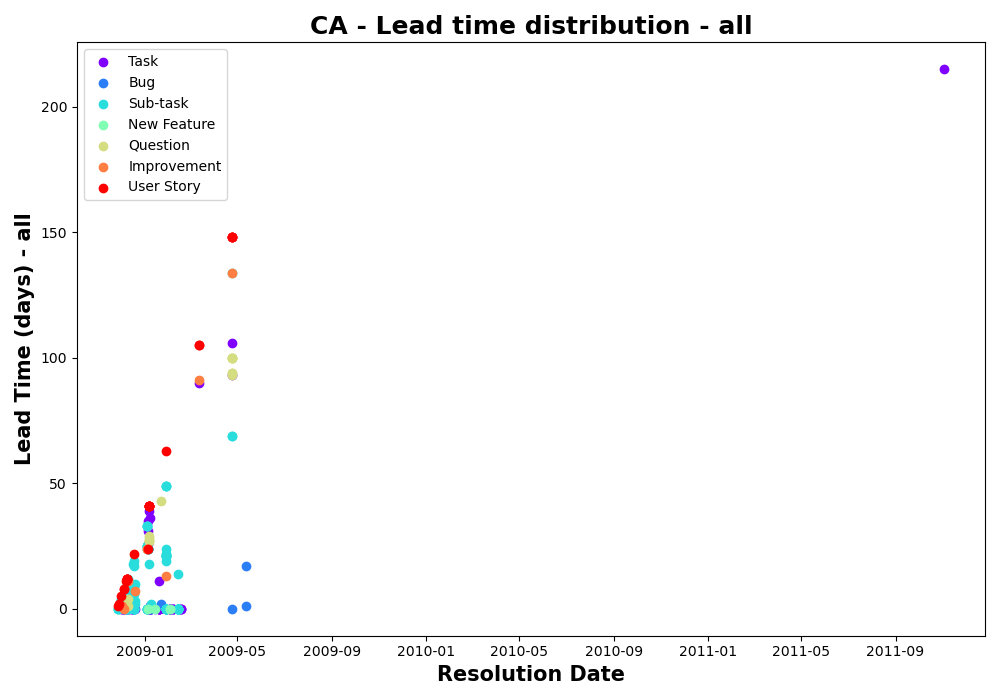 CA - Lead time distribution - all
Task
Bug
Sub-task
New Feature
Question
Improvement
User Story
Lead Time (days) - all
200
150
100
50
0
2009-01
2009-05
2009-09
2010-01
2010-05
2010-09
2011-01
2011-05
2011-09
Resolution Date